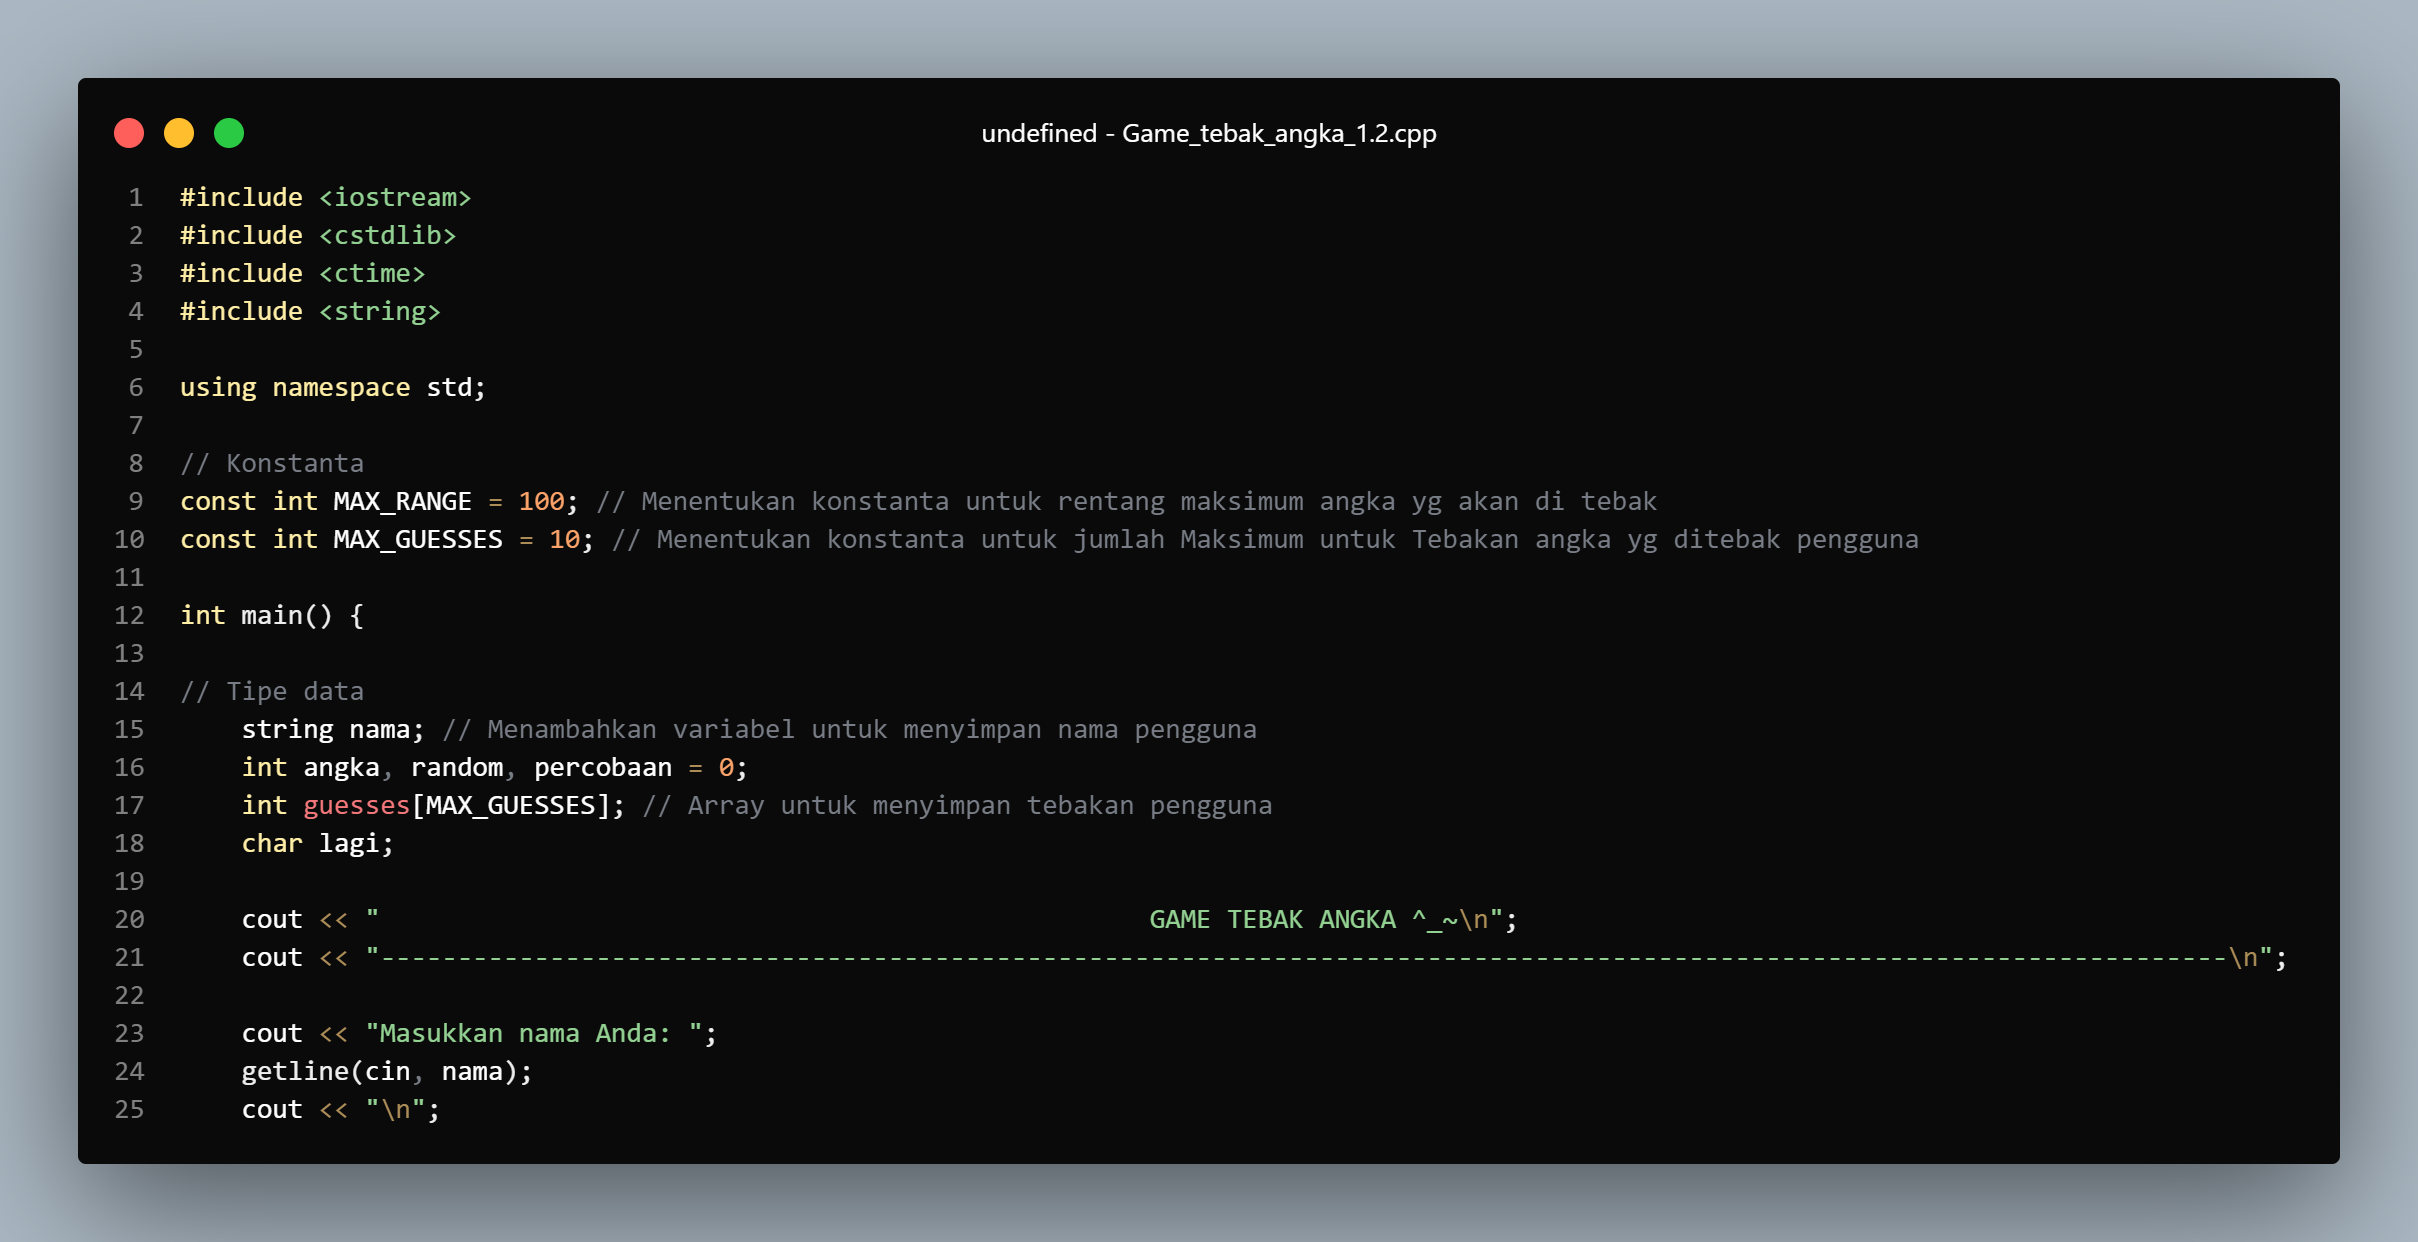 undefined - Game_tebak_angka_1.2.cpp
1 #include <iostream>
2 #include <cstdlib>
3 #include <ctime>
4 #include <string>
5
6 using namespace std;
7
8 // Konstanta
9 const int MAX_RANGE = 100; // Menentukan konstanta untuk rentang maksimum angka yg akan di tebak
10 const int MAX_GUESSES = 10; // Menentukan konstanta untuk jumlah Maksimum untuk Tebakan angka yg ditebak pengguna
11
12 int main() {
13
14 // Tipe data
15     string nama; // Menambahkan variabel untuk menyimpan nama pengguna
16     int angka, random, percobaan = 0;
17     int guesses[MAX_GUESSES]; // Array untuk menyimpan tebakan pengguna
18     char lagi;
19
20     cout << "                                                  GAME TEBAK ANGKA ^_~\n";
21     cout << "------------------------------------------------------------------------------------------------------------------------\n";
22
23     cout << "Masukkan nama Anda: ";
24     getline(cin, nama);
25     cout << "\n";